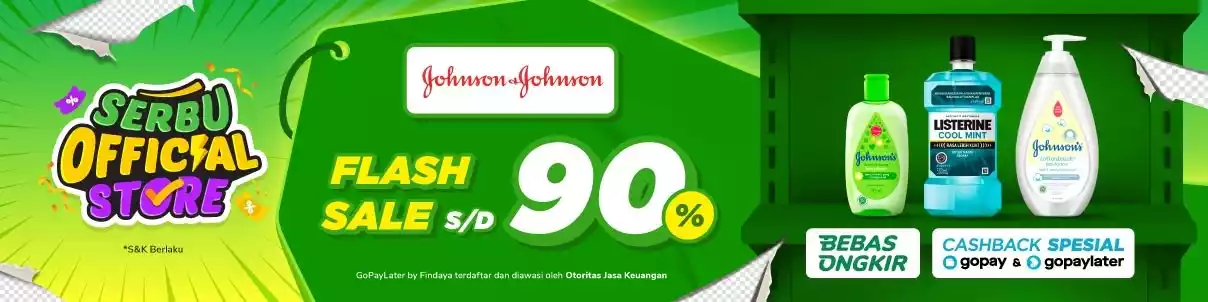 SERBU
OFFICIAL
STORE
*S&K Berlaku
Johnson & Johnson
FLASH
SALE S/D 90%
GoPayLater by Findaya terdaftar dan diawasi oleh Otoritas Jasa Keuangan
Johnson's
LISTERINE
COOL MINT
Johnson's
BEBAS
ONGKIR
CASHBACK SPESIAL
gopay & gopaylater